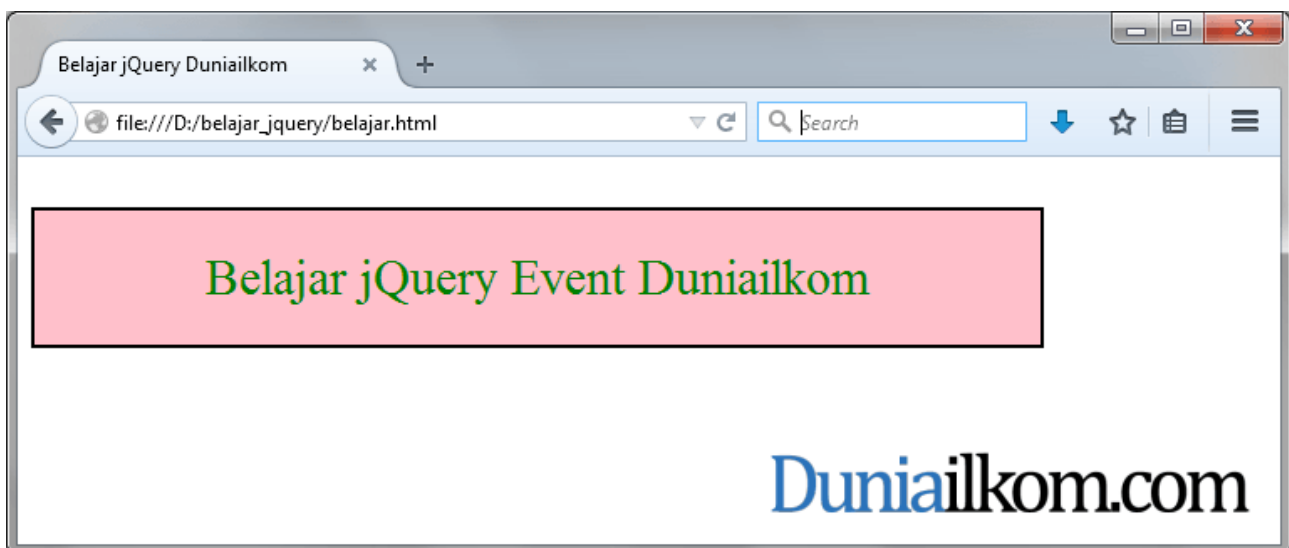 Belajar jQuery Duniailkom
file:///D:/belajar_jquery/belajar.html
Search
Belajar jQuery Event Duniailkom
Duniailkom.com